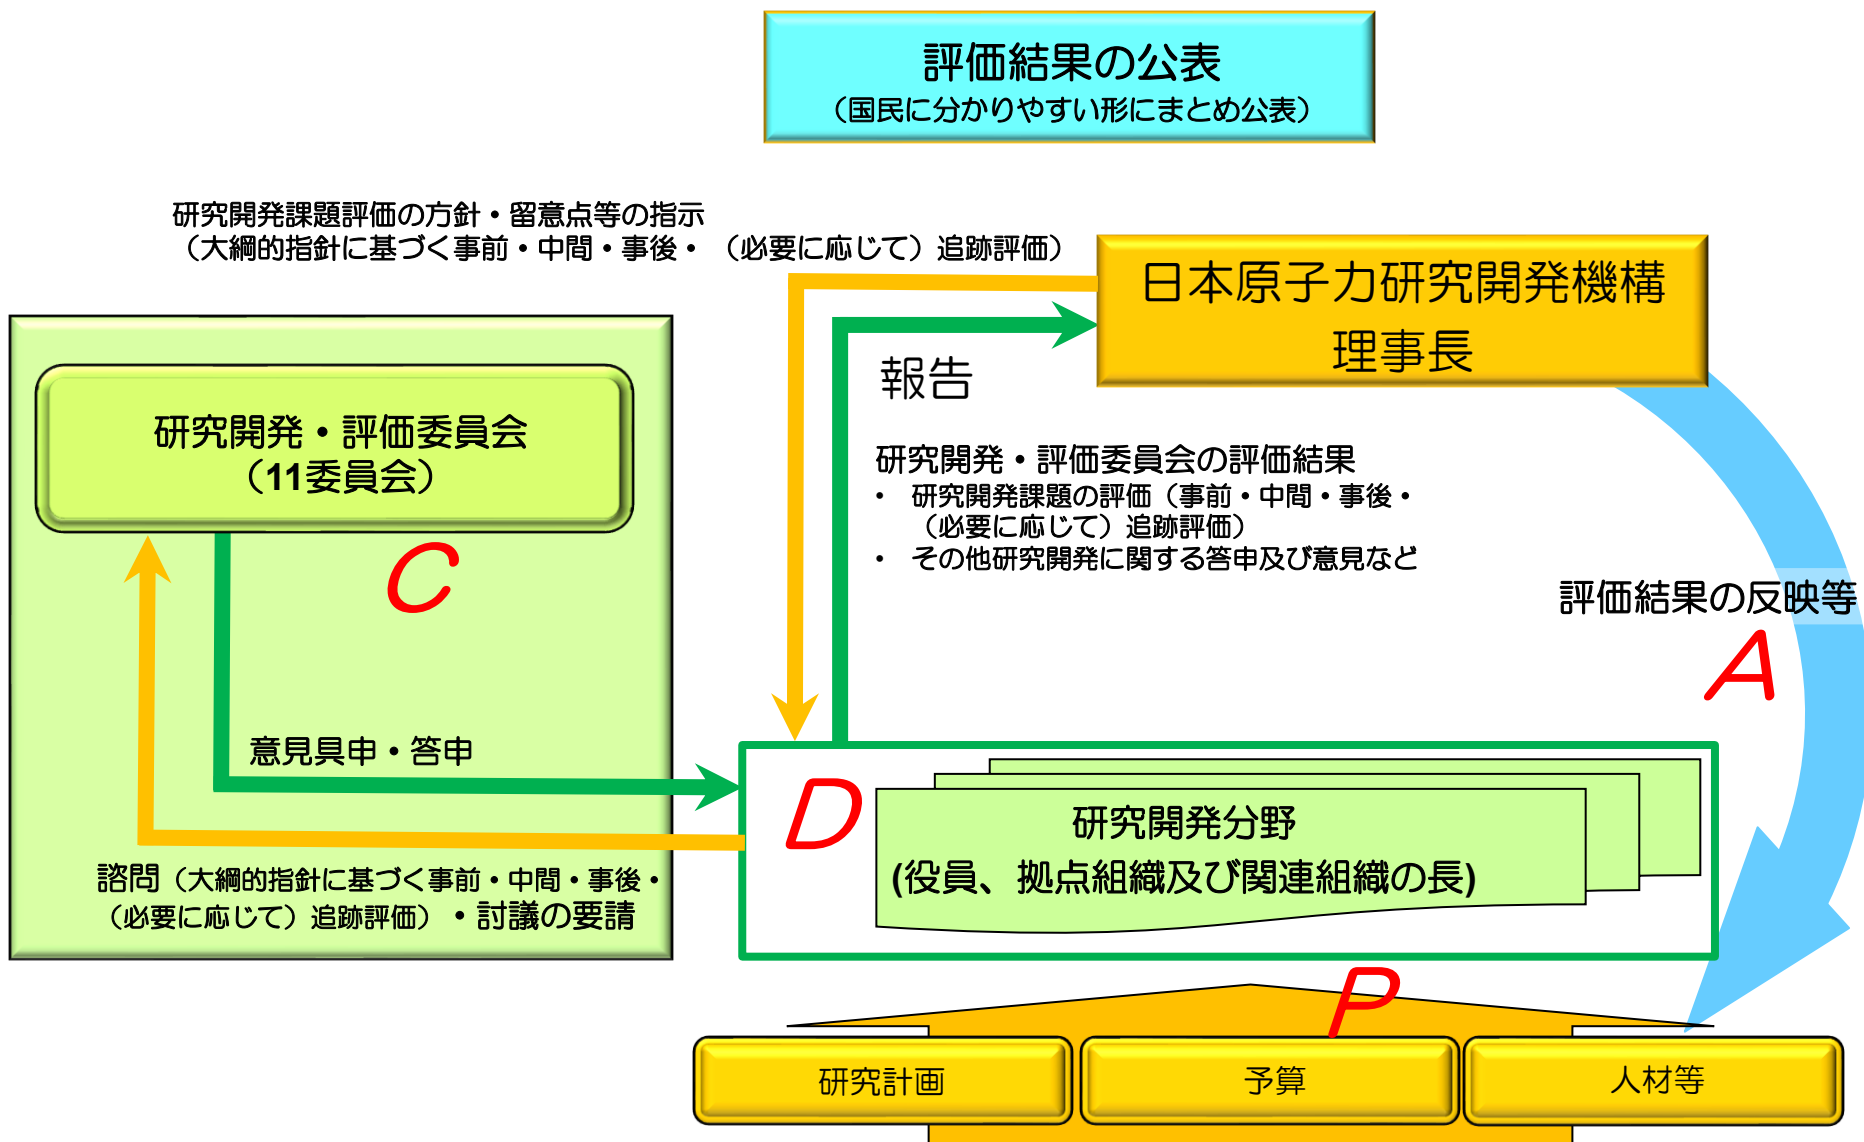 評価結果の公表
（国民に分かりやすい形にまとめ公表）
研究開発課題評価の方針・留意点等の指示
（大綱的指針に基づく事前・中間・事後・（必要に応じて）追跡評価）
日本原子力研究開発機構
理事長
報告
研究開発・評価委員会
（11委員会）
研究開発・評価委員会の評価結果
• 研究開発課題の評価（事前・中間・事後・
（必要に応じて）追跡評価）
• その他研究開発に関する答申及び意見など
C
評価結果の反映等
A
意見具申・答申
D
研究開発分野
(役員、拠点組織及び関連組織の長)
諮問（大綱的指針に基づく事前・中間・事後・
（必要に応じて）追跡評価）・討議の要請
P
研究計画
予算
人材等